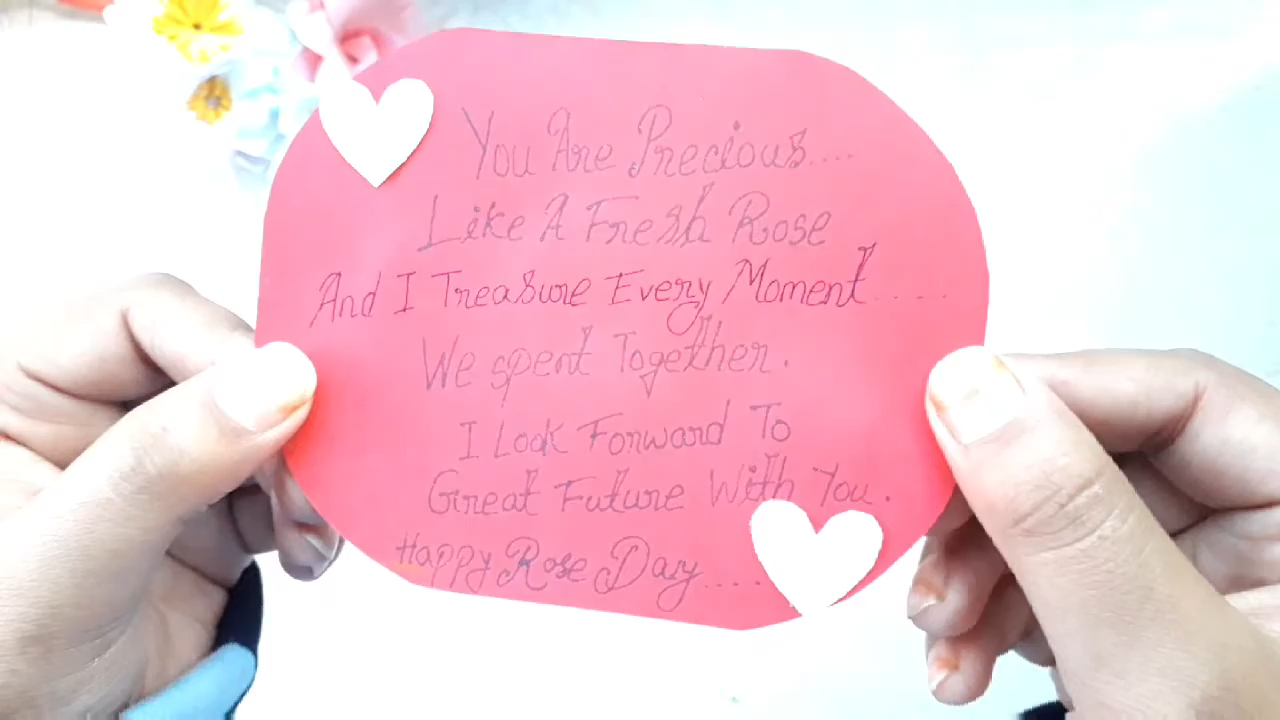 You Are Precious....
Like A Fresh Rose
And I Treasure Every Moment.....
We spent Together.
I Look Forward To
Great Future With You.
Happy Rose Day....